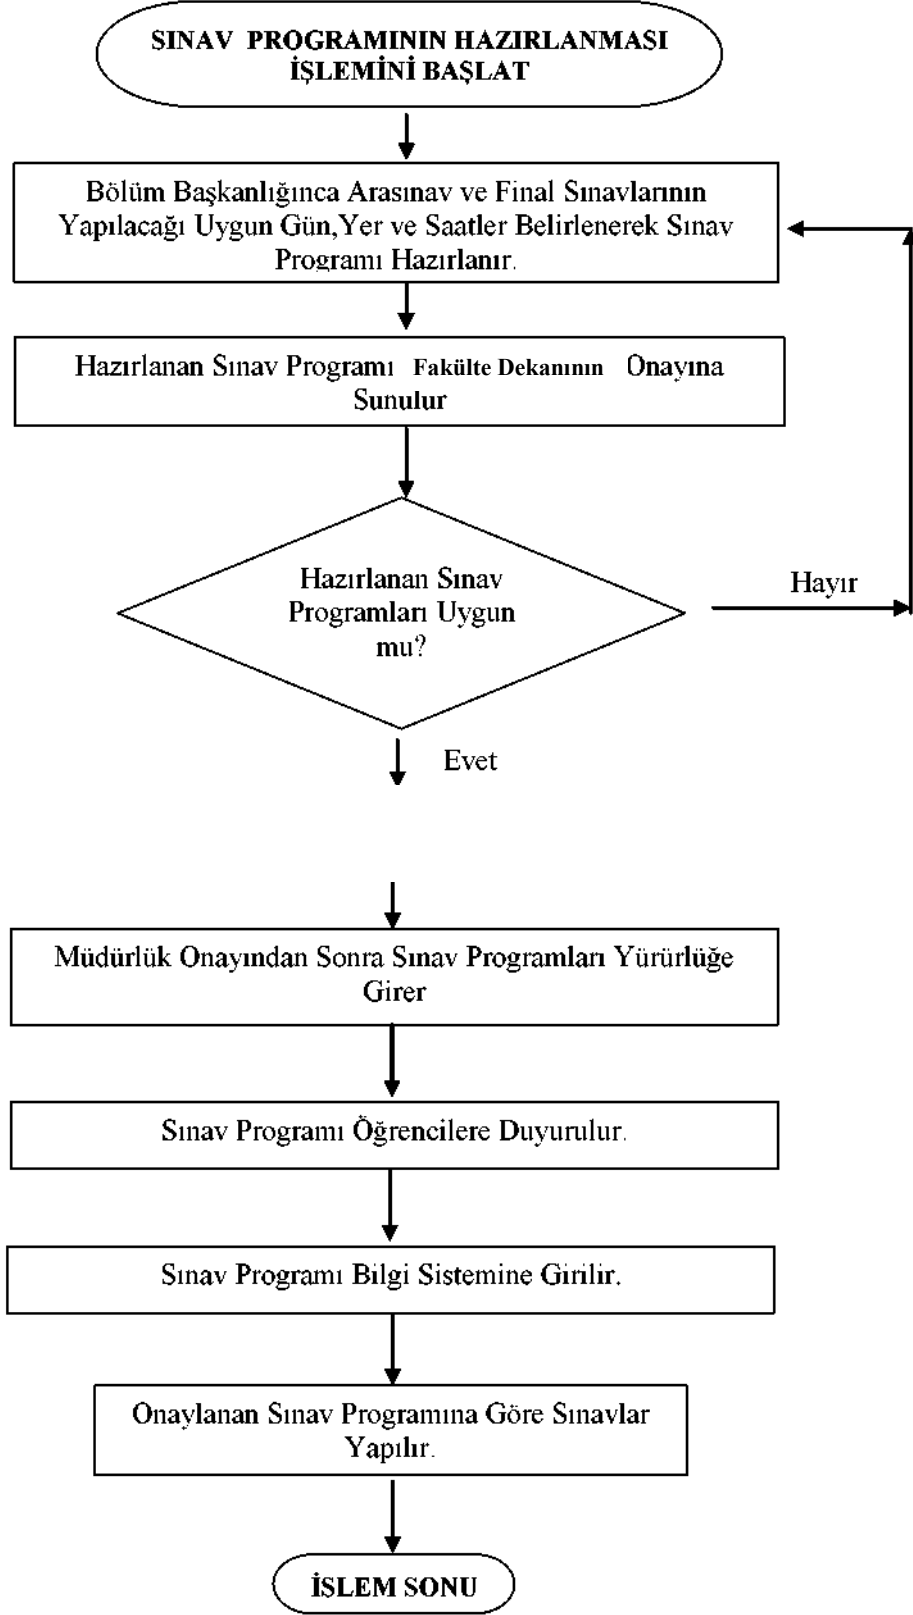 SINAV PROGRAMININ HAZIRLANMASI
İŞLEMİNİ BAŞLAT
Bölüm Başkanlığınca Arasınav ve Final Sınavlarının
Yapılacağı Uygun Gün,Yer ve Saatler Belirlenerek Sınav
Programı Hazırlanır.
Hazırlanan Sınav Programı Fakülte Dekanının Onayına
Sunulur
Hazırlanan Sınav
Programları Uygun
mu?
Hayır
Evet
Müdürlük Onayından Sonra Sınav Programları Yürürlüğe
Girer
Sınav Programı Öğrencilere Duyurulur.
Sınav Programı Bilgi Sistemine Girilir.
Onaylanan Sınav Programına Göre Sınavlar
Yapılır.
İŞLEM SONU